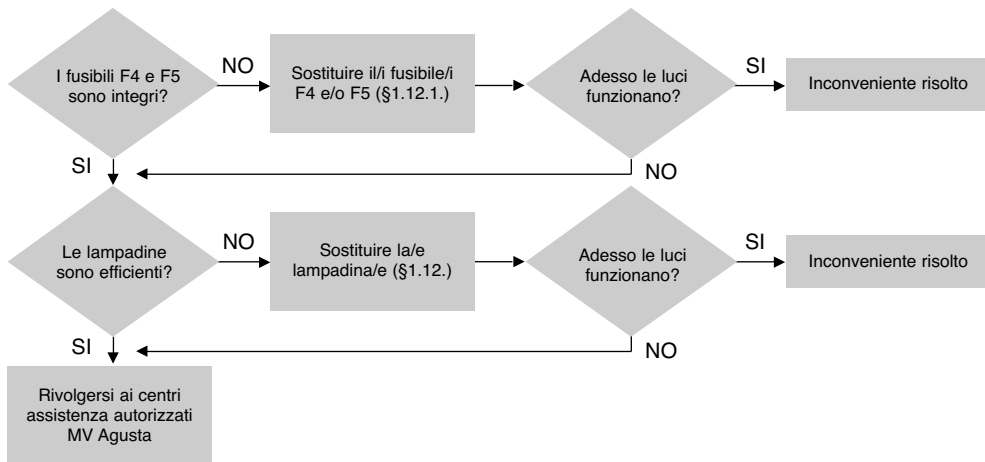 I fusibili F4 e F5
sono integri?
NO
Sostituire il/i fusibile/i
F4 e/o F5 (§1.12.1.)
Adesso le luci
funzionano?
SI
Inconveniente risolto
SI
NO
Le lampadine
sono efficienti?
NO
Sostituire la/e
lampadina/e (§1.12.)
Adesso le luci
funzionano?
SI
Inconveniente risolto
SI
NO
Rivolgersi ai centri
assistenza autorizzati
MV Agusta